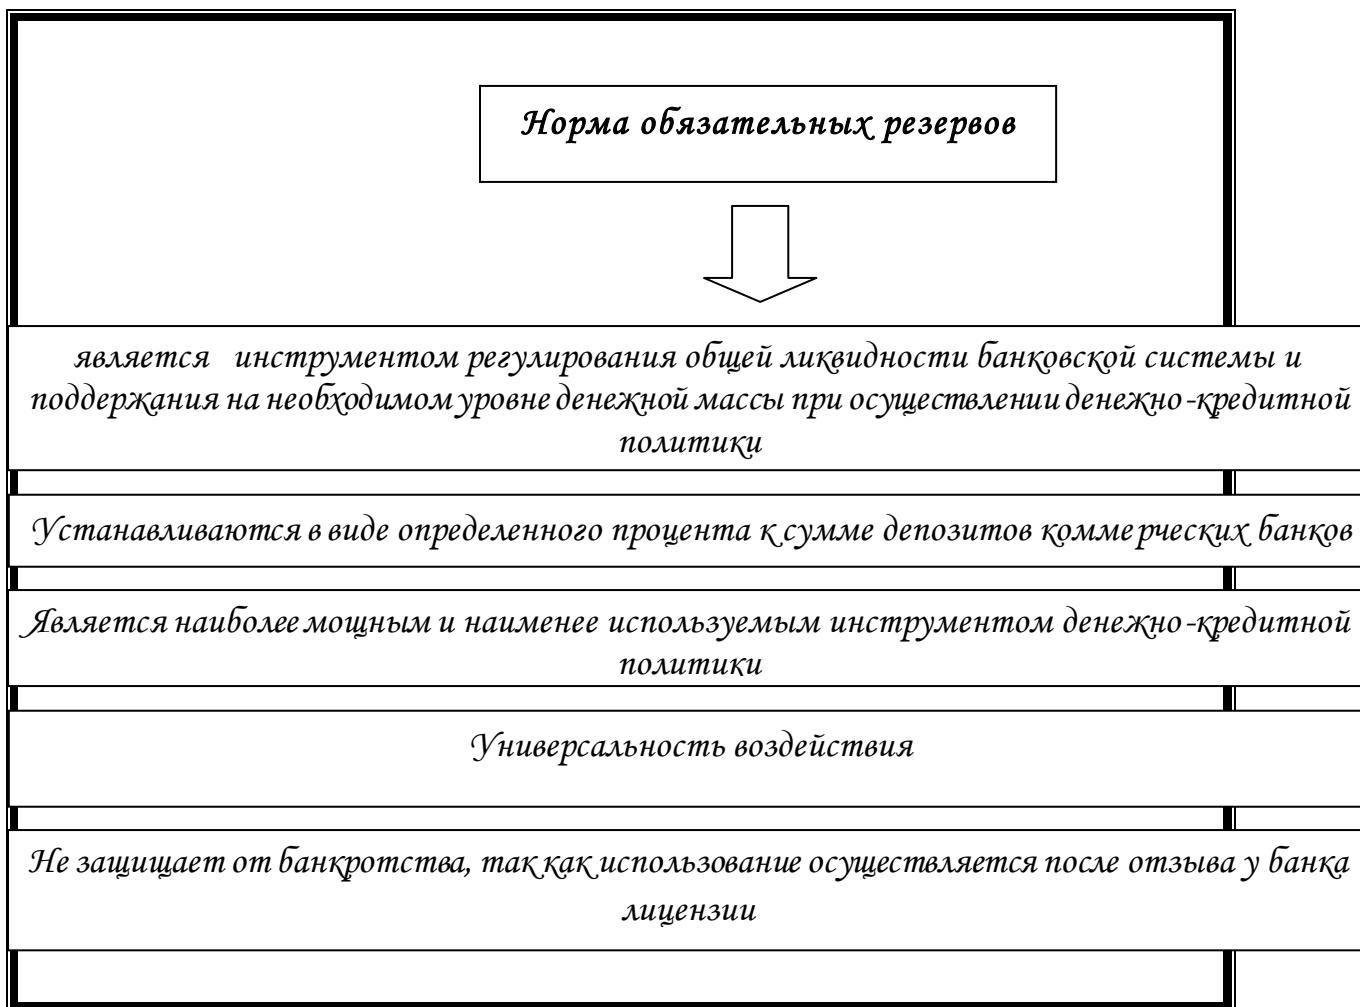 Норма обязательных резервов
является инструментом регулирования общей ликвидности банковской системы и
поддержания на необходимом уровне денежной массы при осуществлении денежно-кредитной
политики
Устанавливаются в виде определенного процента к сумме депозитов коммерческих банков
Является наиболее мощным и наименее используемым инструментом денежно-кредитной
политики
Универсальность воздействия
Не защищает от банкротства, так как использование осуществляется после отзыва у банка
лицензии